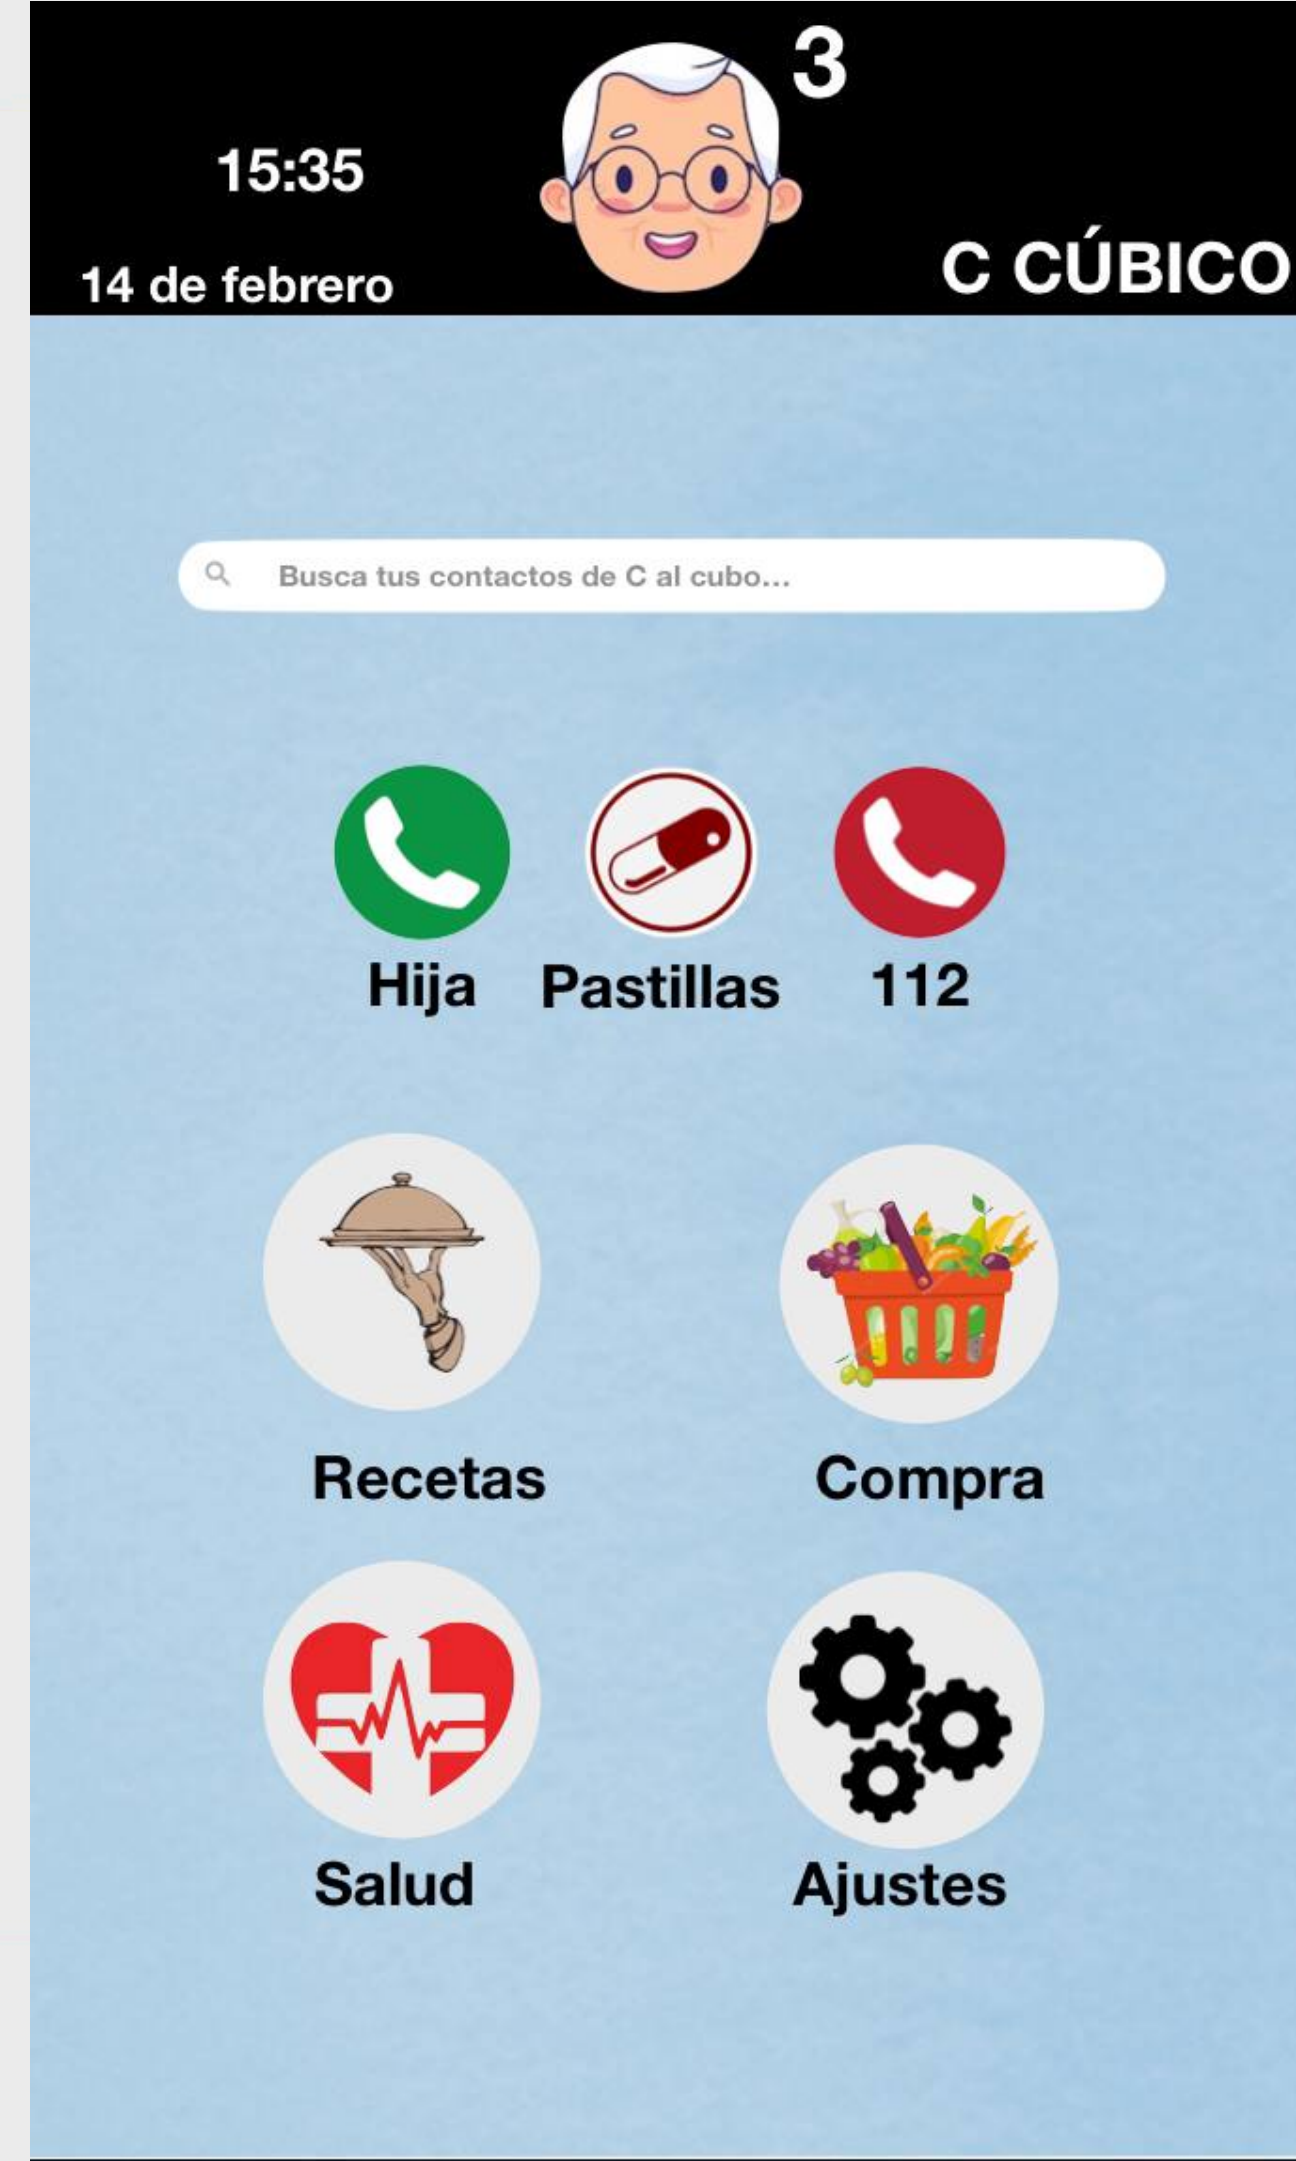 3
15:35
C CÚBICO
14 de febrero
Busca tus contactos de C al cubo...
Hija
Pastillas
112
Recetas
Compra
Salud
Ajustes